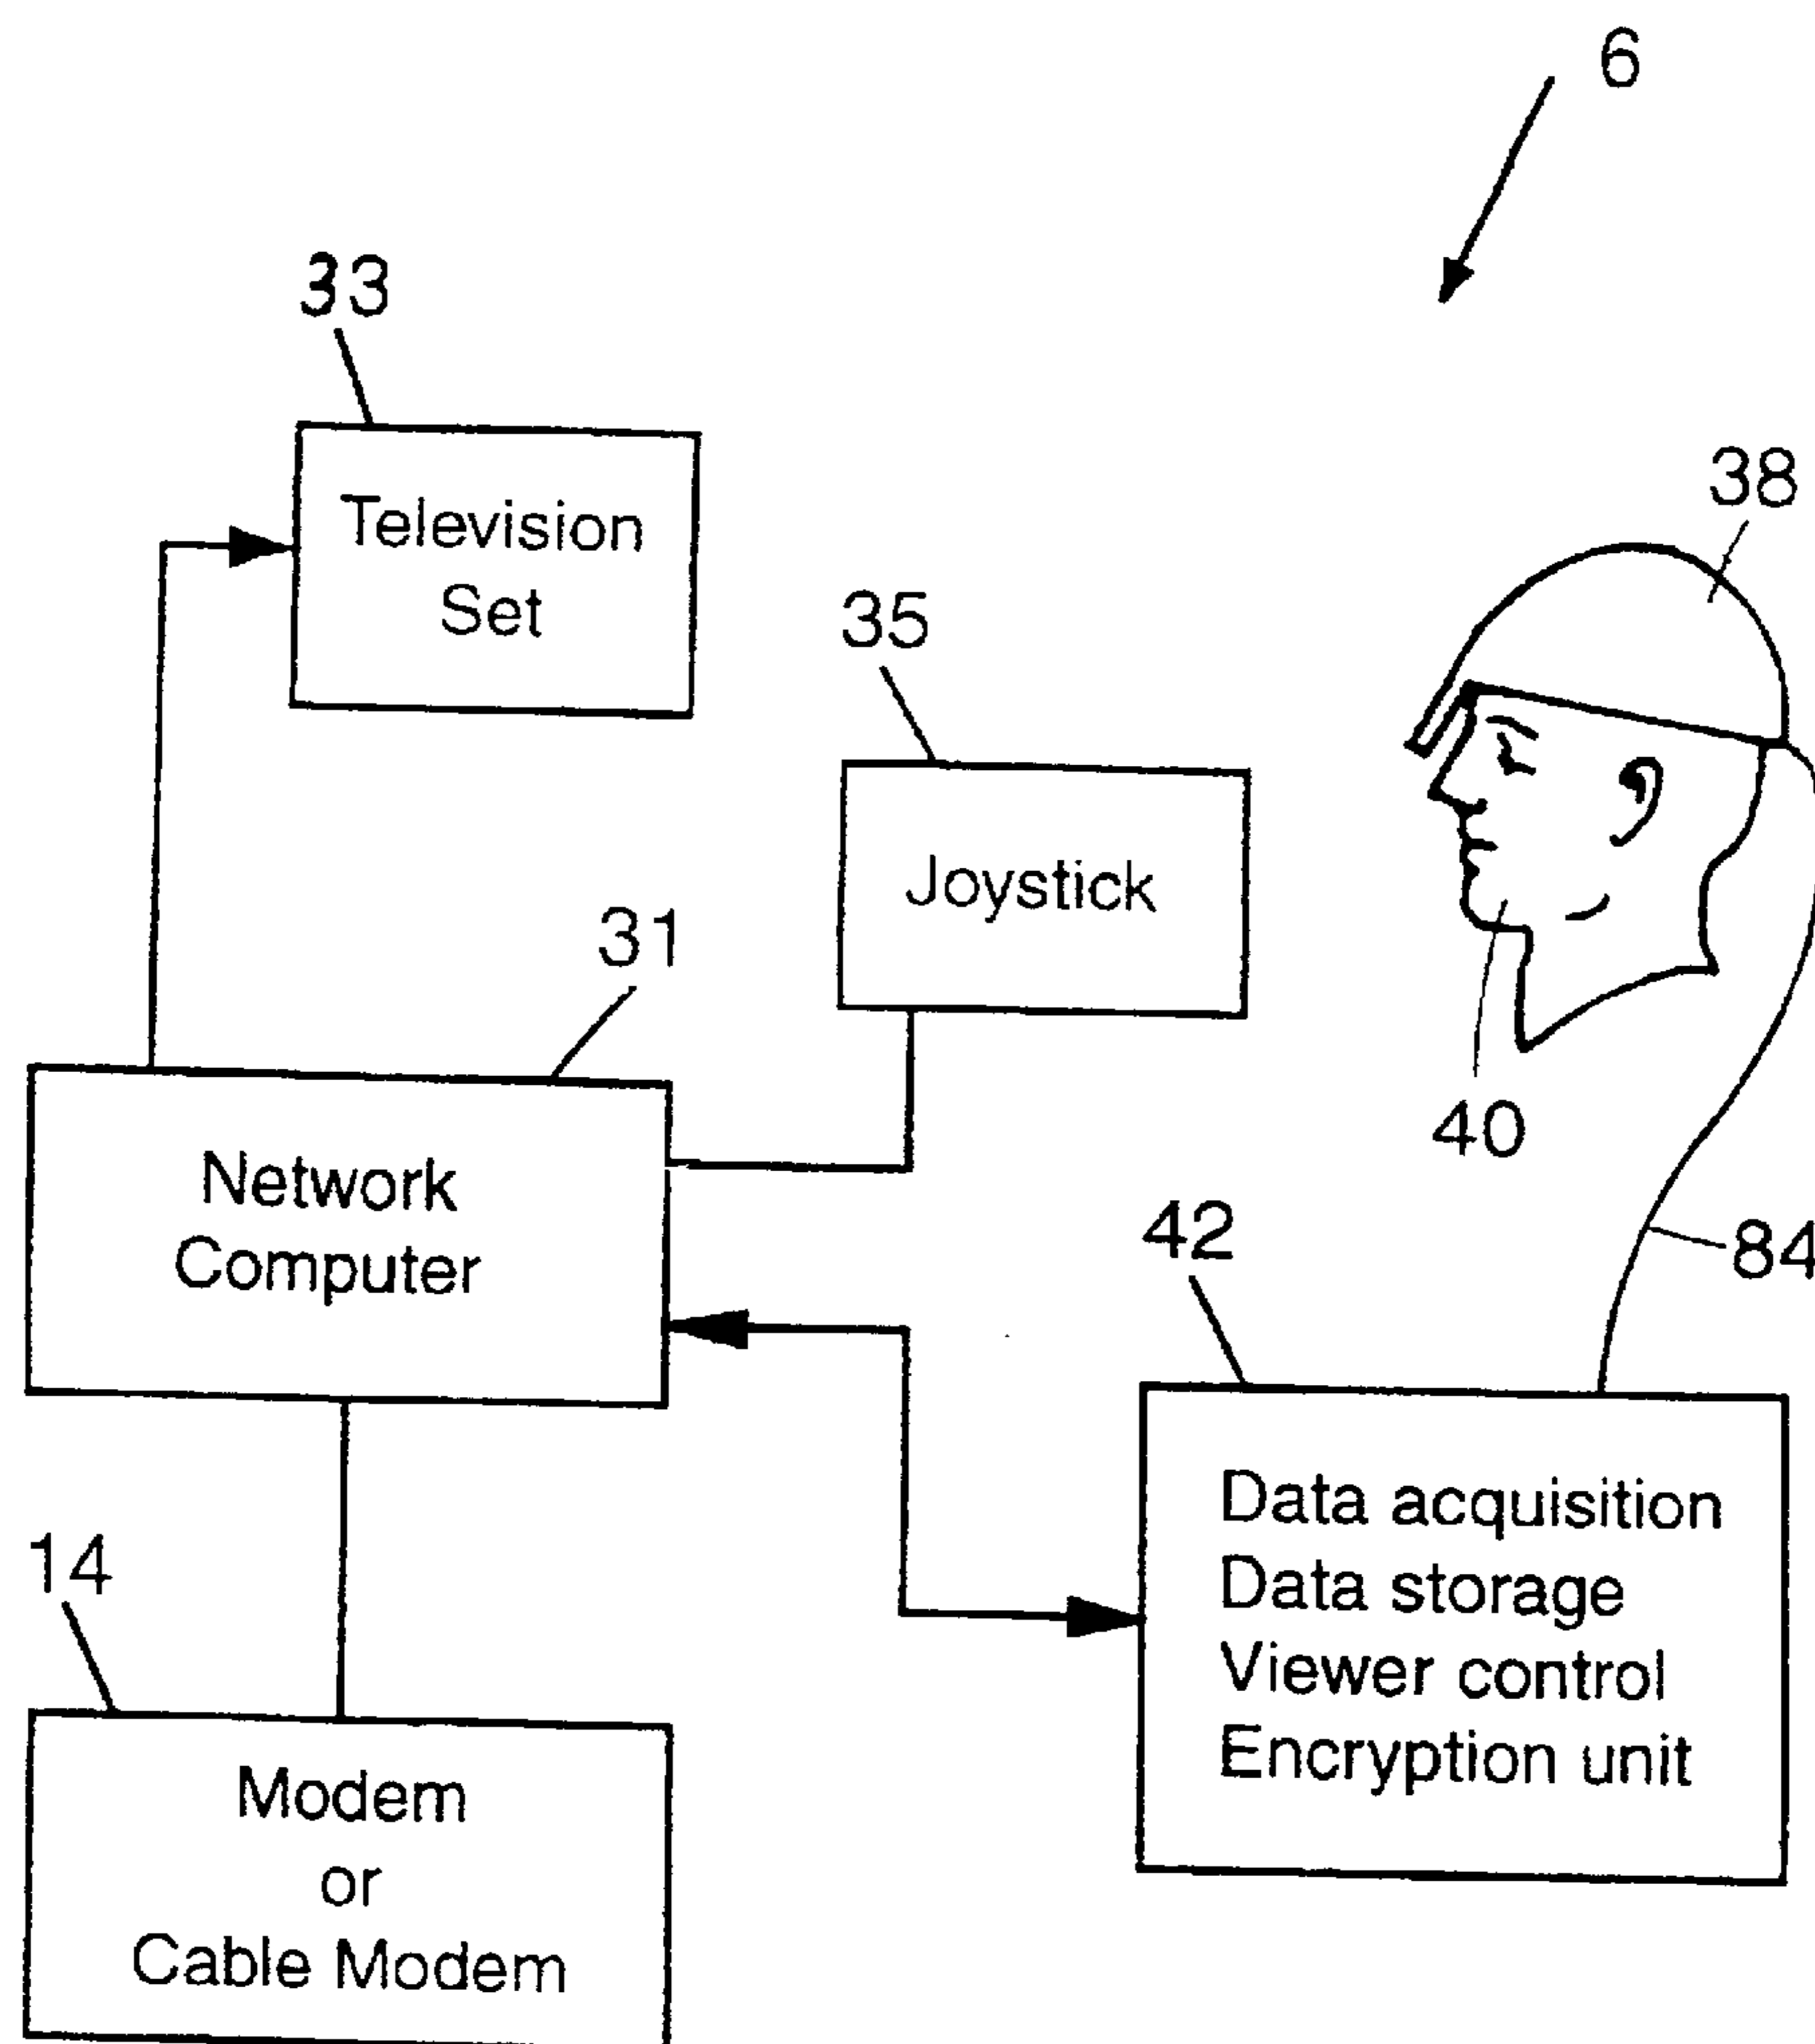 6
33
Television
Set
38
35
Joystick
31
40
Network
Computer
42
84
14
Data acquisition
Data storage
Viewer control
Encryption unit
Modem
or
Cable Modem